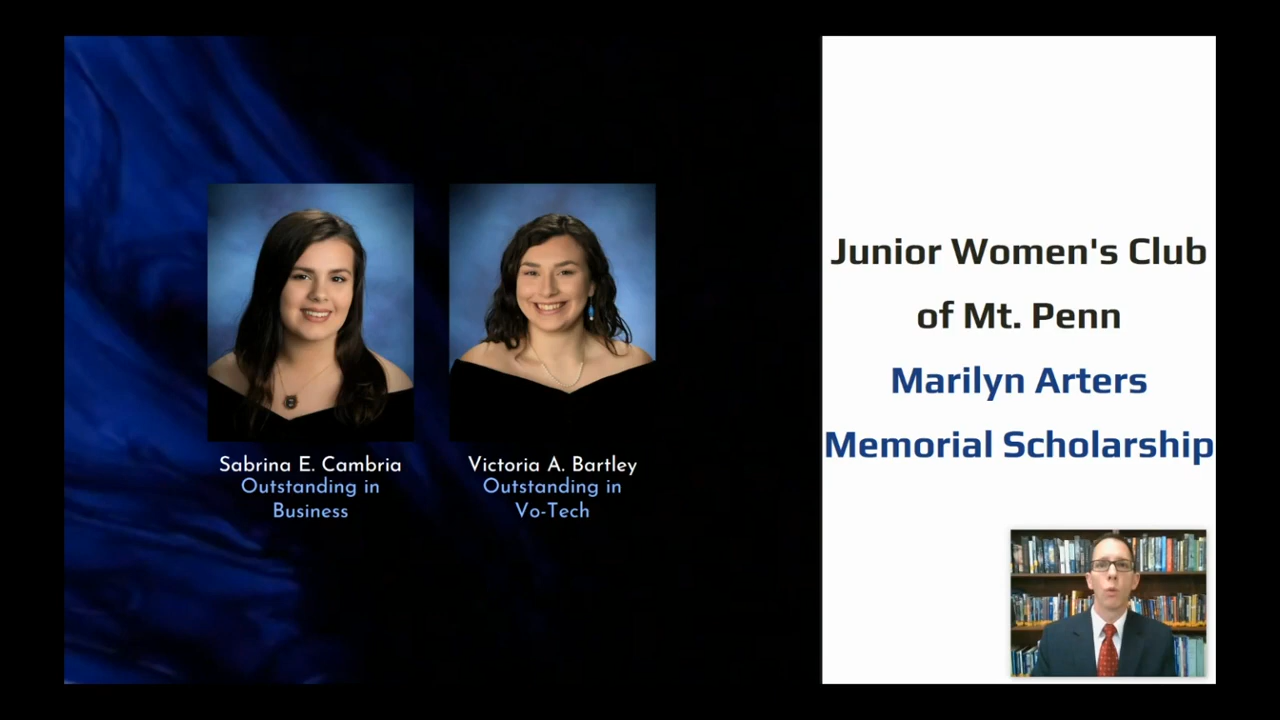 Sabrina E. Cambria
Outstanding in
Business
Victoria A. Bartley
Outstanding in
Vo-Tech
Junior Women's Club
of Mt. Penn
Marilyn Arters
Memorial Scholarship